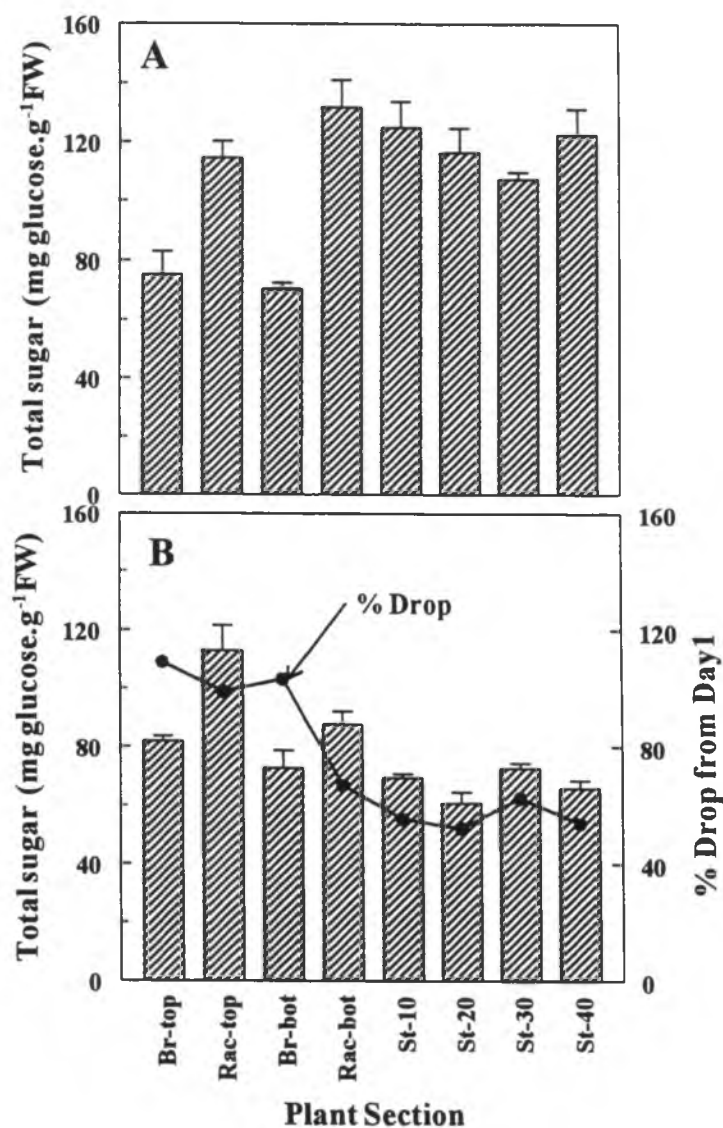 160
A
120
80
40
0
Total sugar (mg glucose.g⁻¹FW)
160
B
120
80
40
0
Total sugar (mg glucose.g⁻¹FW)
% Drop
160
120
80
40
0
% Drop from Day1
Br-top
Rac-top
Br-bot
Rac-bot
St-10
St-20
St-30
St-40
Plant Section